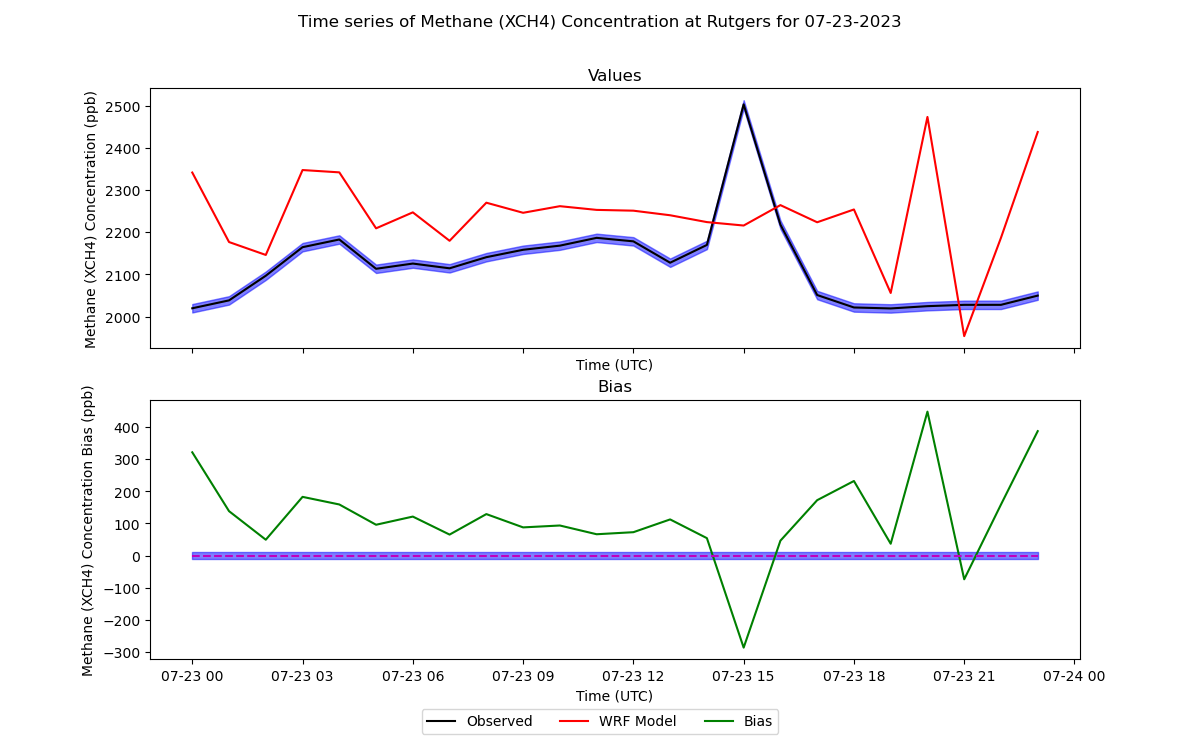 Time series of Methane (XCH4) Concentration at Rutgers for 07-23-2023
Values
Methane (XCH4) Concentration (ppb)
2500
2400
2300
2200
2100
2000
Time (UTC)
Bias
Methane (XCH4) Concentration Bias (ppb)
400
300
200
100
0
−100
−200
−300
07-23 00 07-23 03 07-23 06 07-23 09 07-23 12 07-23 15 07-23 18 07-23 21 07-24 00
Time (UTC)
Observed WRF Model Bias